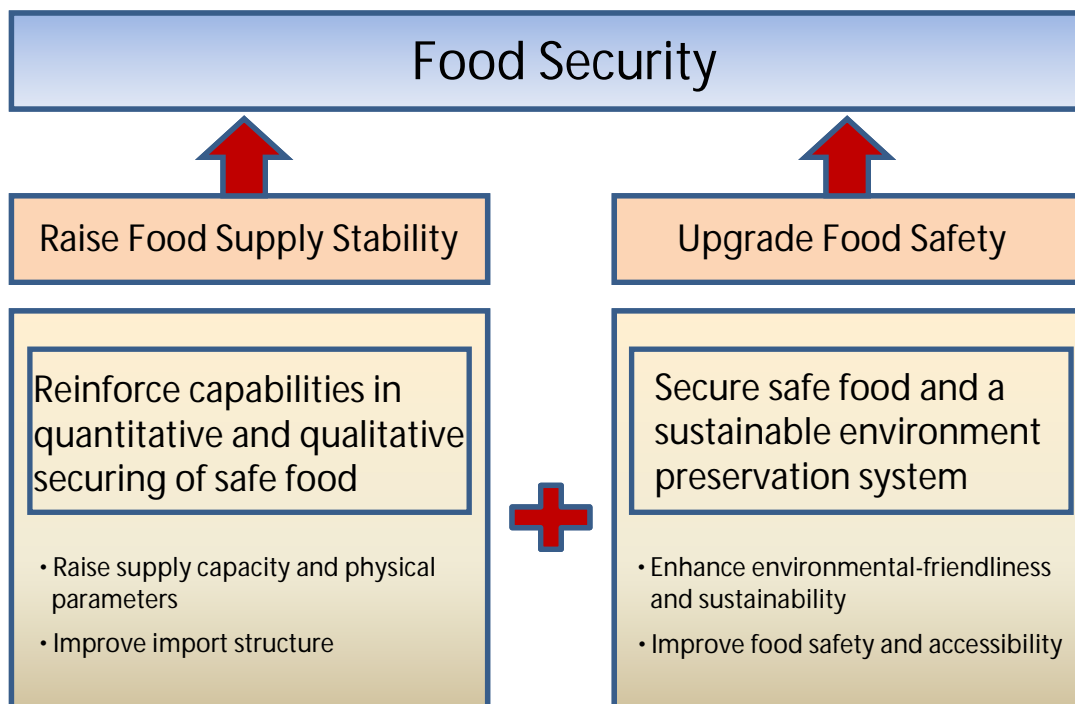 Food Security
Raise Food Supply Stability
Upgrade Food Safety
Reinforce capabilities in
quantitative and qualitative
securing of safe food
• Raise supply capacity and physical
parameters
• Improve import structure
Secure safe food and a
sustainable environment
preservation system
• Enhance environmental-friendliness
and sustainability
• Improve food safety and accessibility